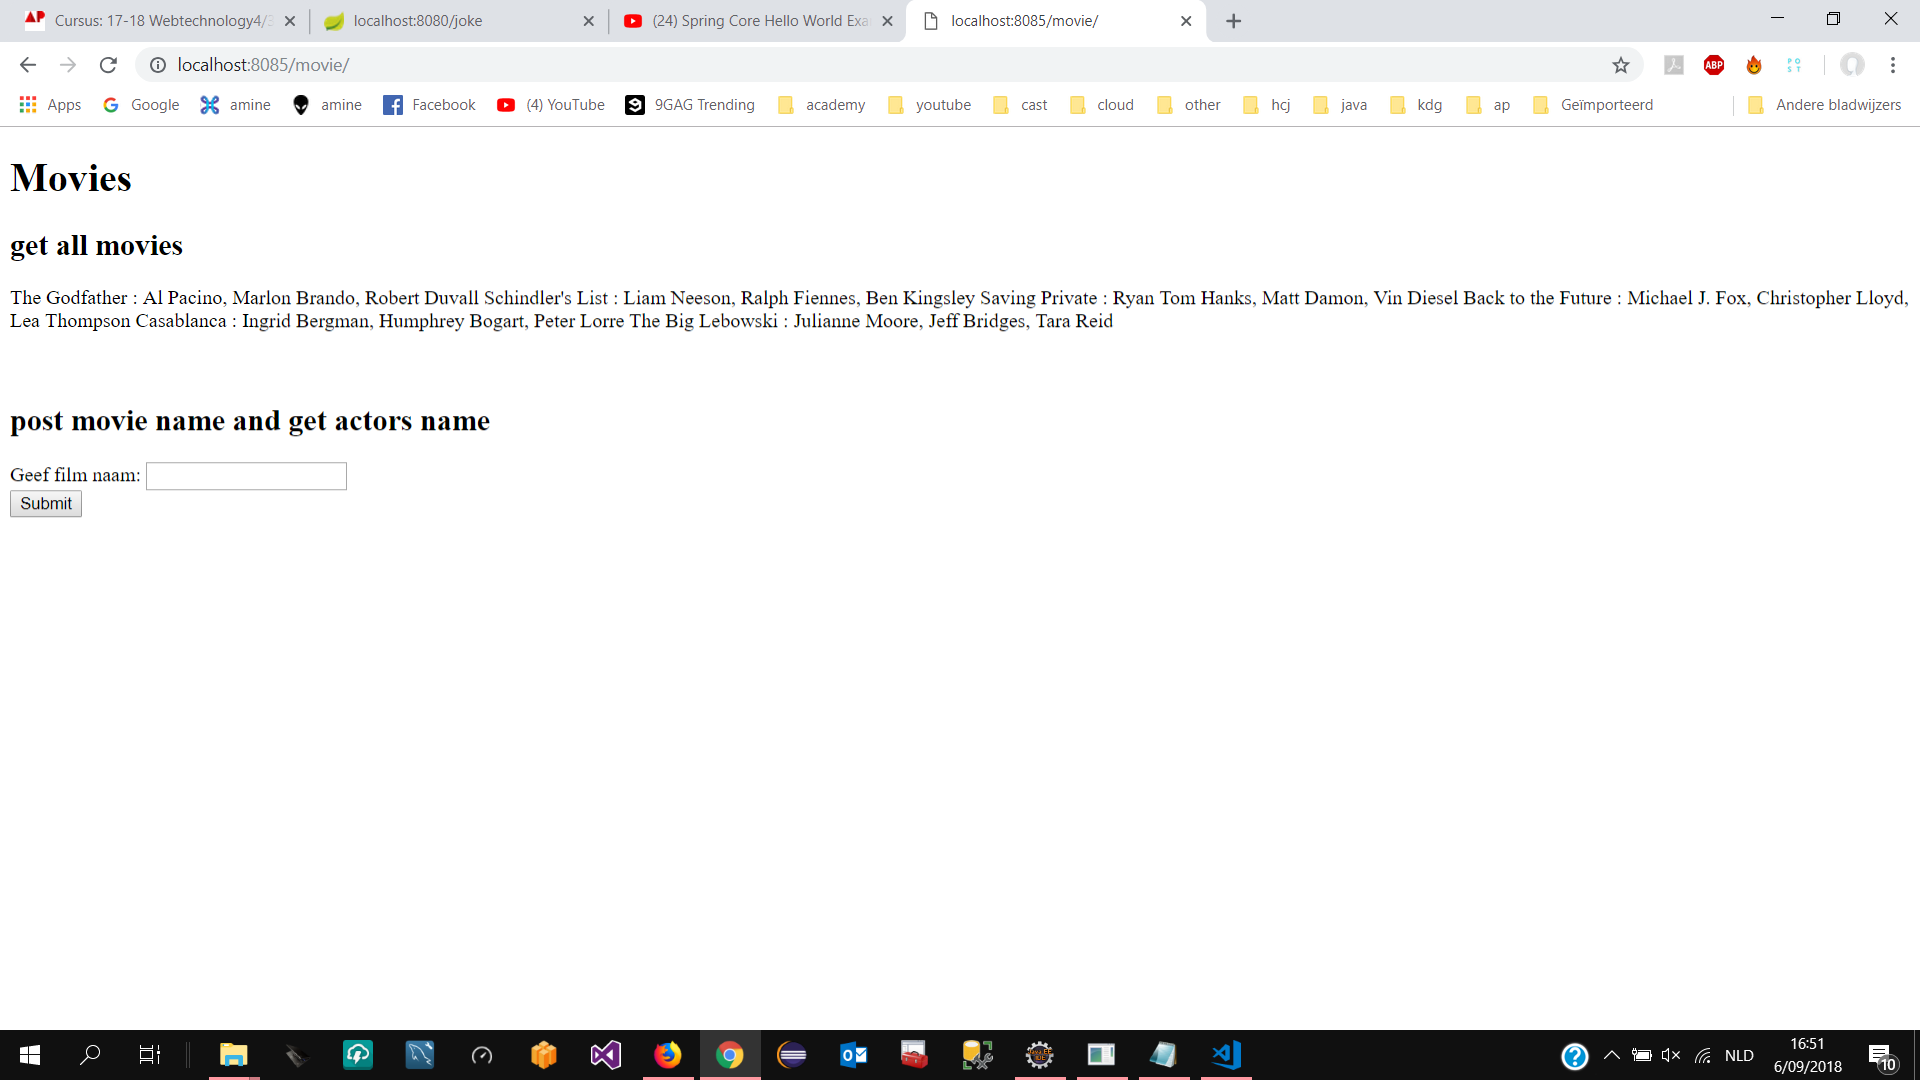 Cursus: 17-18 Webtechnology4/3
localhost:8080/joke
(24) Spring Core Hello World Exa
localhost:8085/movie/
localhost:8085/movie/
ABP
POST
Apps
Google
amine
amine
Facebook
(4) YouTube
9GAG Trending
academy
youtube
cast
cloud
other
hcj
java
kdg
ap
Geïmporteerd
Andere bladwijzers
Movies
get all movies
The Godfather : Al Pacino, Marlon Brando, Robert Duvall Schindler's List : Liam Neeson, Ralph Fiennes, Ben Kingsley Saving Private : Ryan Tom Hanks, Matt Damon, Vin Diesel Back to the Future : Michael J. Fox, Christopher Lloyd,
Lea Thompson Casablanca : Ingrid Bergman, Humphrey Bogart, Peter Lorre The Big Lebowski : Julianne Moore, Jeff Bridges, Tara Reid
post movie name and get actors name
Geef film naam:
Submit
NLD
16:51
6/09/2018
10